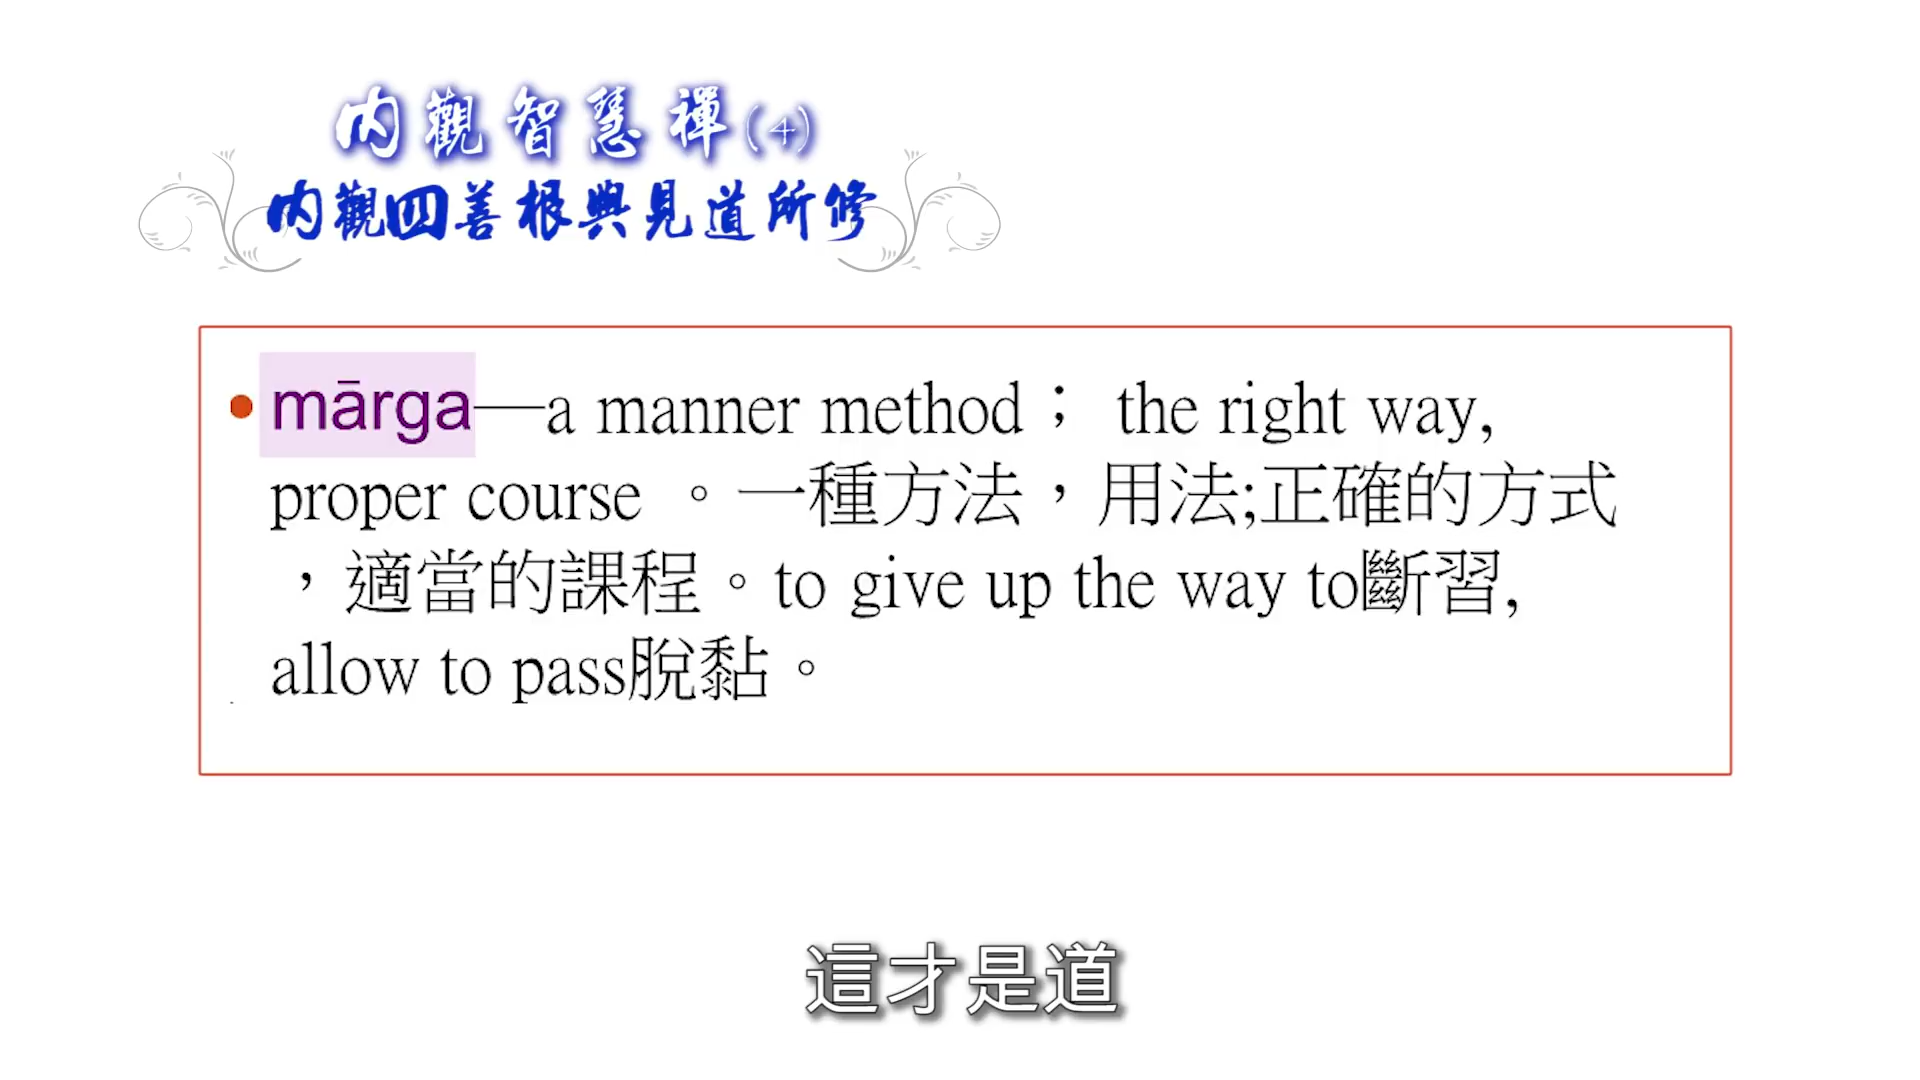 內觀智慧禪(4)
內觀四善根與見道所修
• mārga—a manner method； the right way,
proper course 。一種方法，用法;正確的方式
，適當的課程。to give up the way to斷習,
allow to pass脫黏。
這才是道